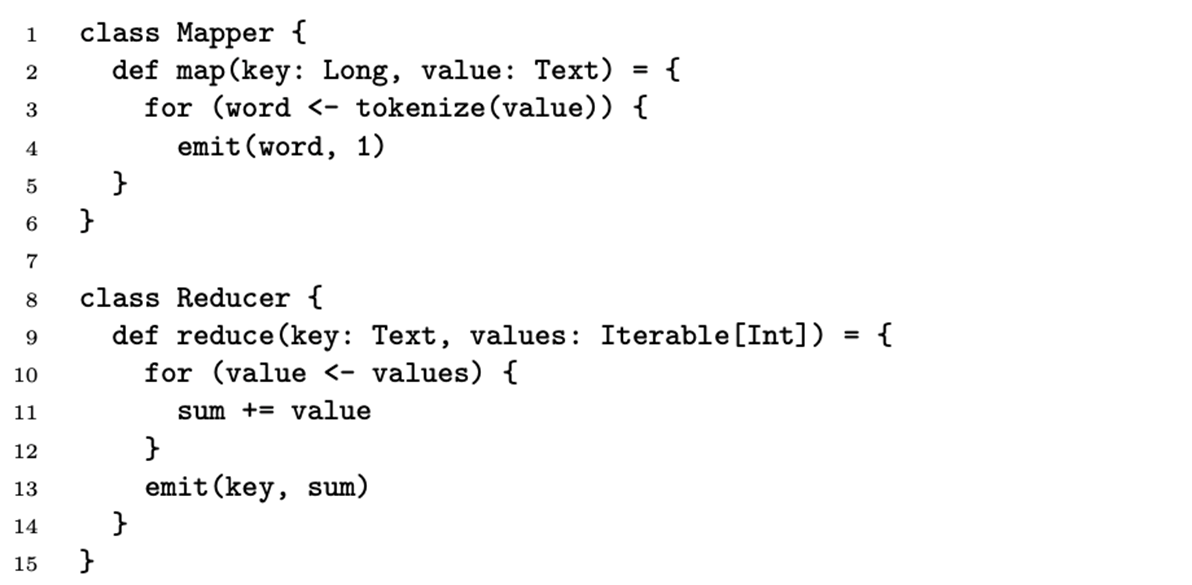 1 class Mapper {
2   def map(key: Long, value: Text) = {
3     for (word <- tokenize(value)) {
4       emit(word, 1)
5   }
6 }
7
8 class Reducer {
9   def reduce(key: Text, values: Iterable[Int]) = {
10     for (value <- values) {
11       sum += value
12     }
13     emit(key, sum)
14   }
15 }